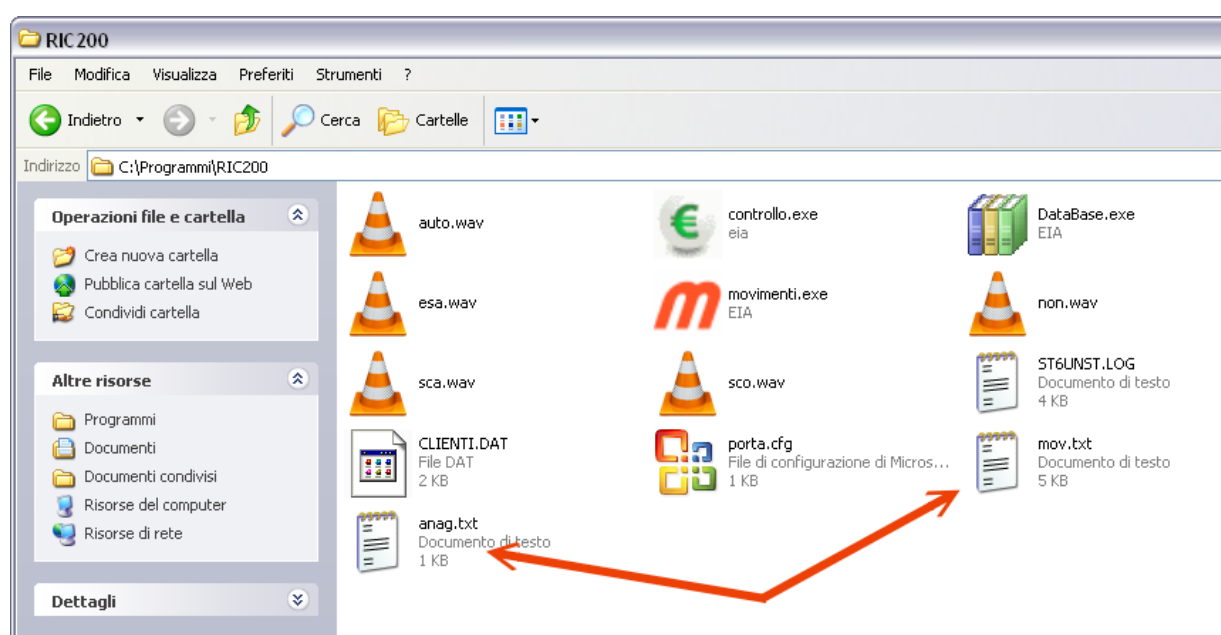 RIC200
File Modifica Visualizza Preferiti Strumenti ?
Indietro Cerca Cartelle
Indirizzo C:\Programmi\RIC200
Operazioni file e cartella
Crea nuova cartella
Pubblica cartella sul Web
Condividi cartella
Altre risorse
Programmi
Documenti
Documenti condivisi
Risorse del computer
Risorse di rete
Dettagli
auto.wav
controllo.exe
eia
DataBase.exe
EIA
esa.wav
movimenti.exe
EIA
non.wav
sca.wav
sco.wav
ST6UNST.LOG
Documento di testo
4 KB
CLIENTI.DAT
File DAT
2 KB
porta.cfg
File di configurazione di Micros...
1 KB
mov.txt
Documento di testo
5 KB
anag.txt
Documento di testo
1 KB